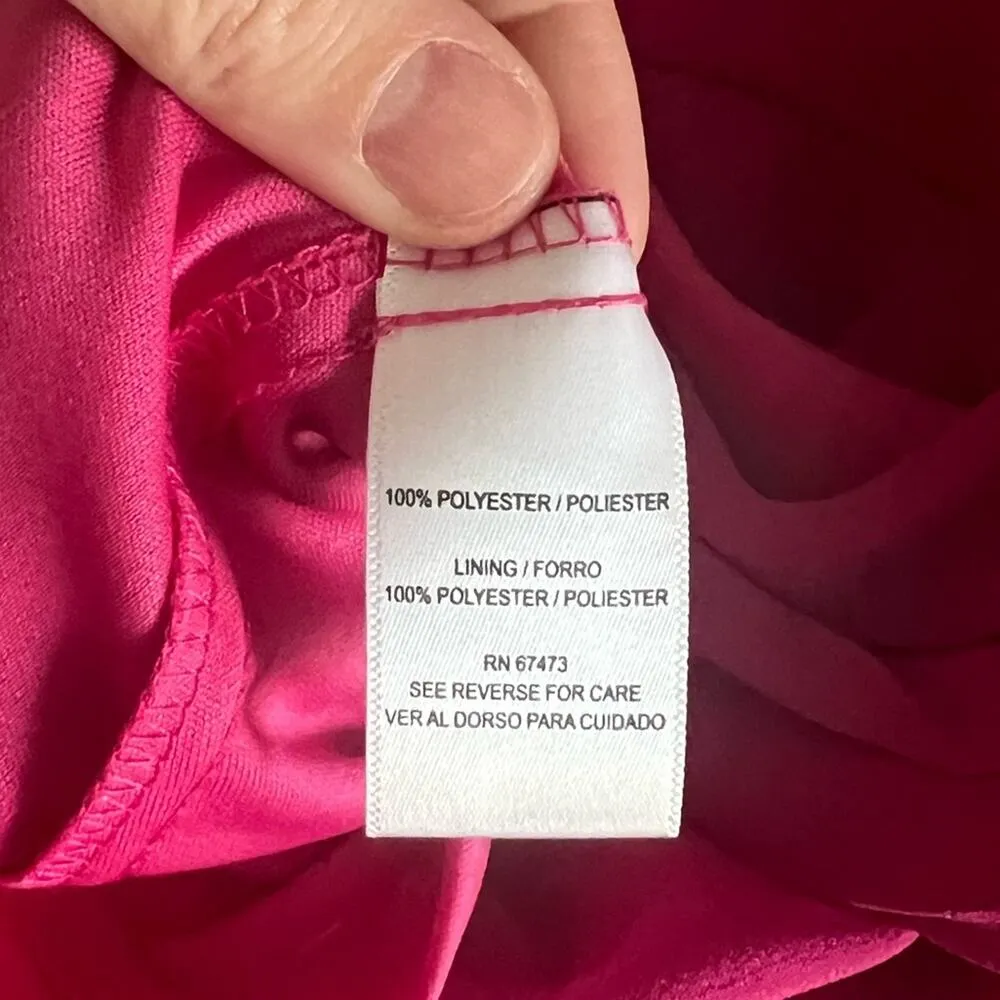 100% POLYESTER / POLIESTER
LINING / FORRO
100% POLYESTER / POLIESTER
RN 67473
SEE REVERSE FOR CARE
VER AL DORSO PARA CUIDADO